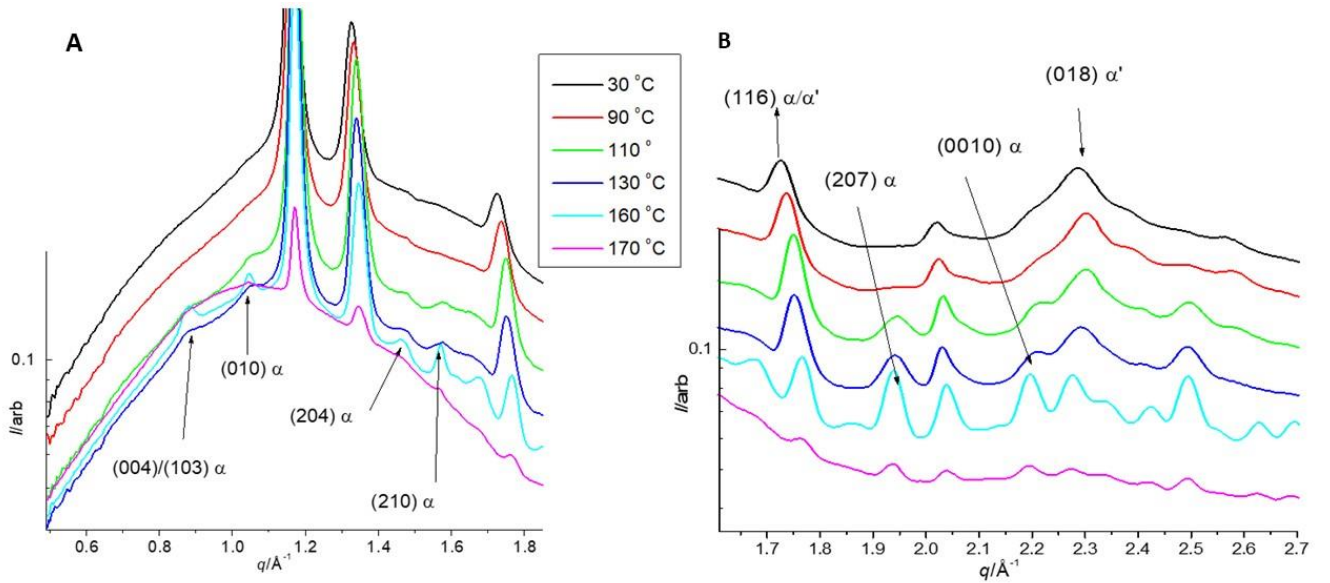 A
30 °C
90 °C
110 °
130 °C
160 °C
170 °C
0.1
I/arb
(010) α
(204) α
(004)/(103) α
(210) α
0.6 0.8 1.0 1.2 1.4 1.6 1.8
q/Å⁻¹
B
(018) α'
(116) α/α'
(0010) α
(207) α
0.1
I/arb
1.7 1.8 1.9 2.0 2.1 2.2 2.3 2.4 2.5 2.6 2.7
q/Å⁻¹